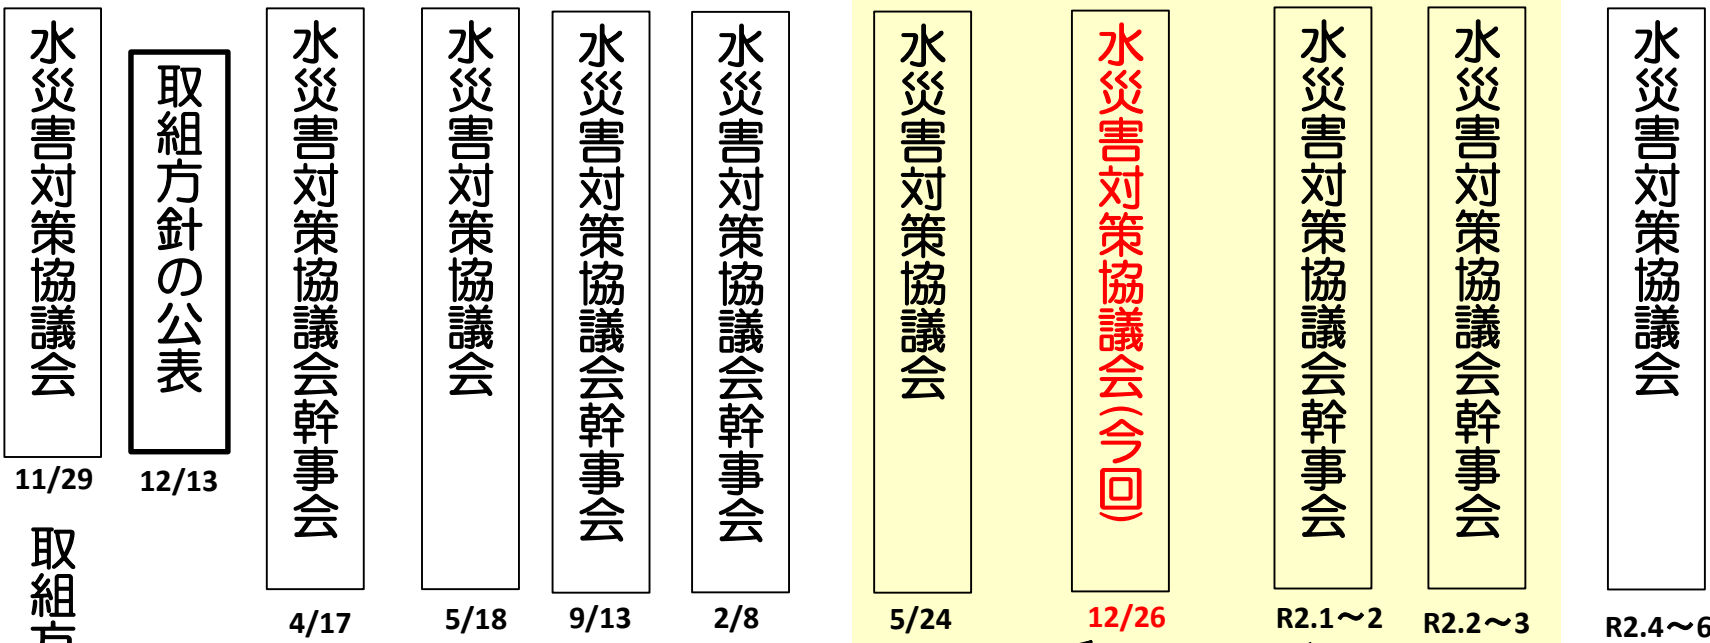 水災害対策協議会
11/29
取組方
取組方針の公表
12/13
水災害対策協議会幹事会
4/17
水災害対策協議会
5/18
水災害対策協議会幹事会
9/13
水災害対策協議会幹事会
2/8
水災害対策協議会
5/24
水災害対策協議会(今回)
12/26
水災害対策協議会幹事会
R2.1～2
水災害対策協議会幹事会
R2.2～3
水災害対策協議会
R2.4～6